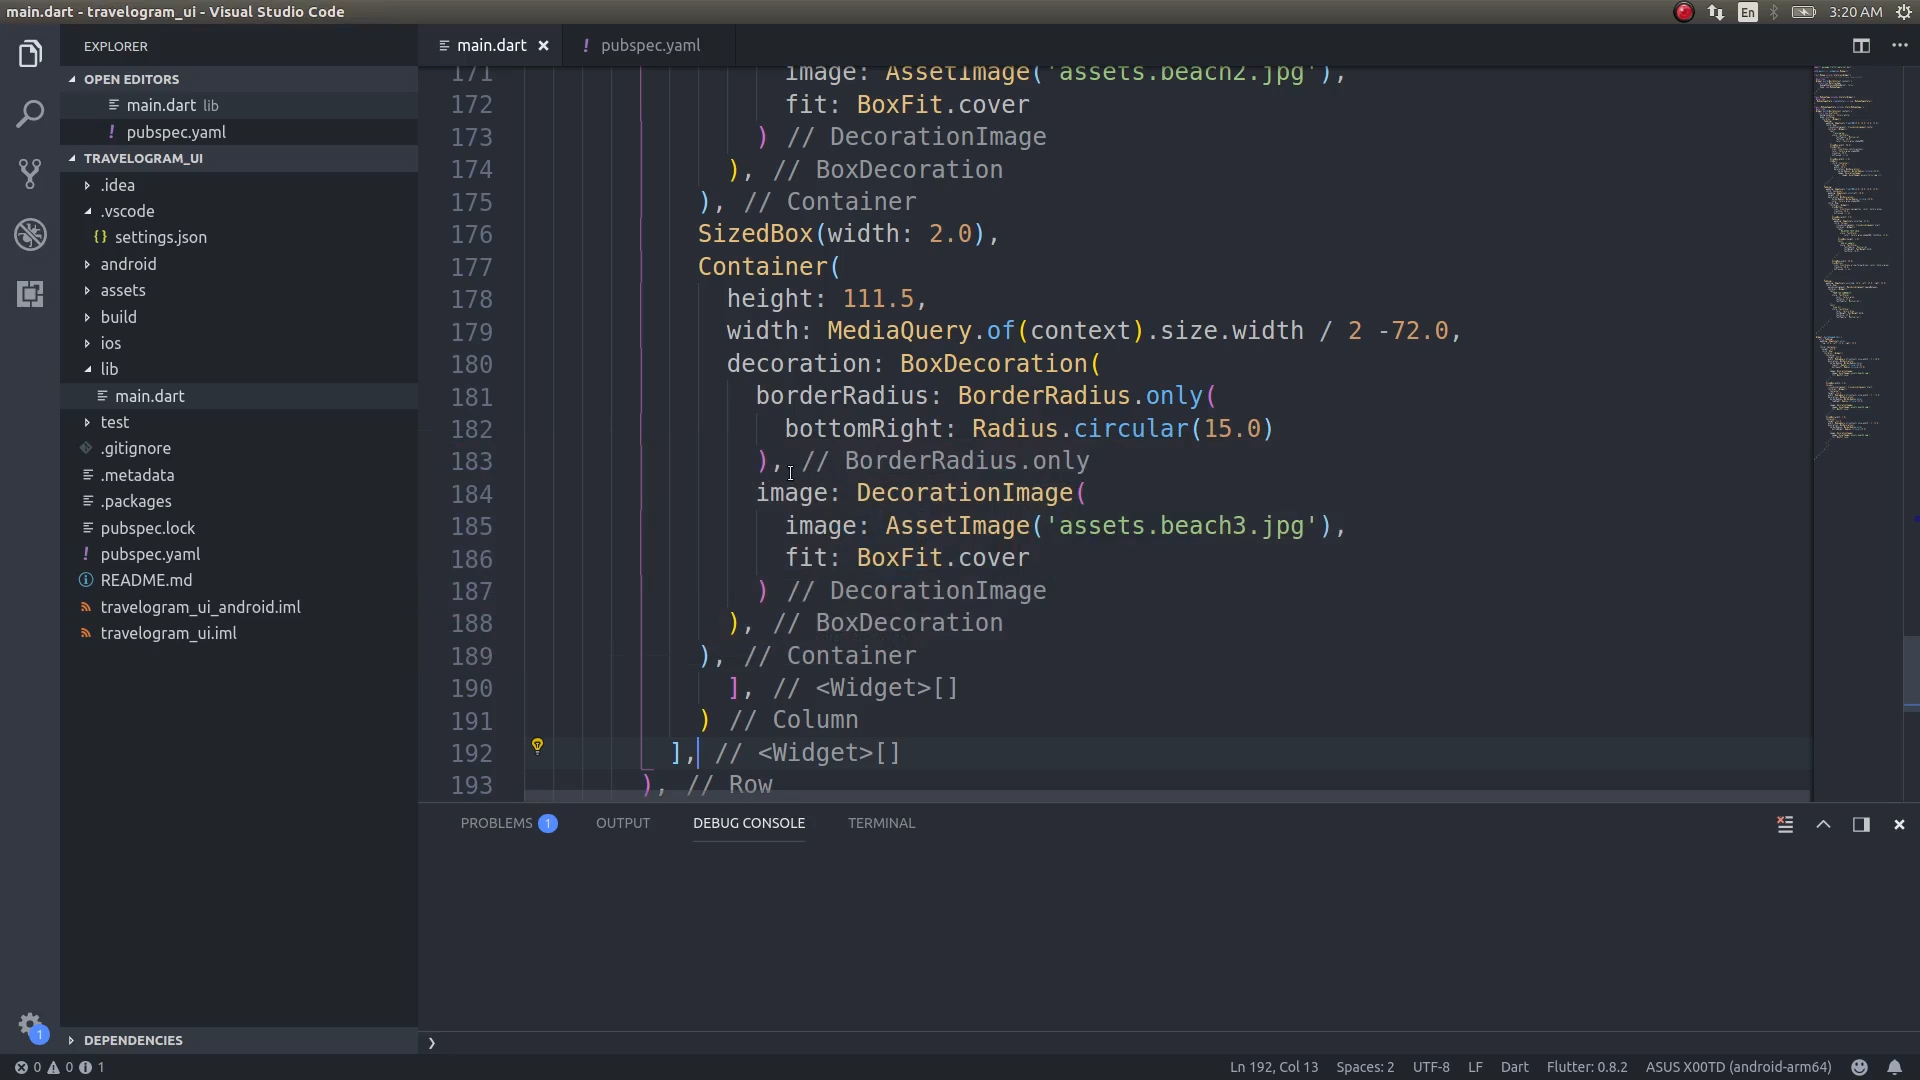 main.dart - travelogram_ui - Visual Studio Code
En
3:20 AM
EXPLORER
OPEN EDITORS
main.dart lib
! pubspec.yaml
TRAVELOGRAM_UI
.idea
.vscode
{} settings.json
android
assets
build
ios
lib
main.dart
test
.gitignore
.metadata
.packages
pubspec.lock
! pubspec.yaml
README.md
travelogram_ui_android.iml
travelogram_ui.iml
DEPENDENCIES
1
main.dart
! pubspec.yaml
171 image: AssetImage('assets.beach2.jpg'),
172 fit: BoxFit.cover
173 ) // DecorationImage
174 ), // BoxDecoration
175 ), // Container
176 SizedBox(width: 2.0),
177 Container(
178 height: 111.5,
179 width: MediaQuery.of(context).size.width / 2 -72.0,
180 decoration: BoxDecoration(
181 borderRadius: BorderRadius.only(
182 bottomRight: Radius.circular(15.0)
183 ), // BorderRadius.only
184 image: DecorationImage(
185 image: AssetImage('assets.beach3.jpg'),
186 fit: BoxFit.cover
187 ) // DecorationImage
188 ), // BoxDecoration
189 ), // Container
190 ], // <Widget>[]
191 ) // Column
192 ], // <Widget>[]
193 ), // Row
PROBLEMS 1 OUTPUT DEBUG CONSOLE TERMINAL
0 0 1
Ln 192, Col 13 Spaces: 2 UTF-8 LF Dart Flutter: 0.8.2 ASUS X00TD (android-arm64)